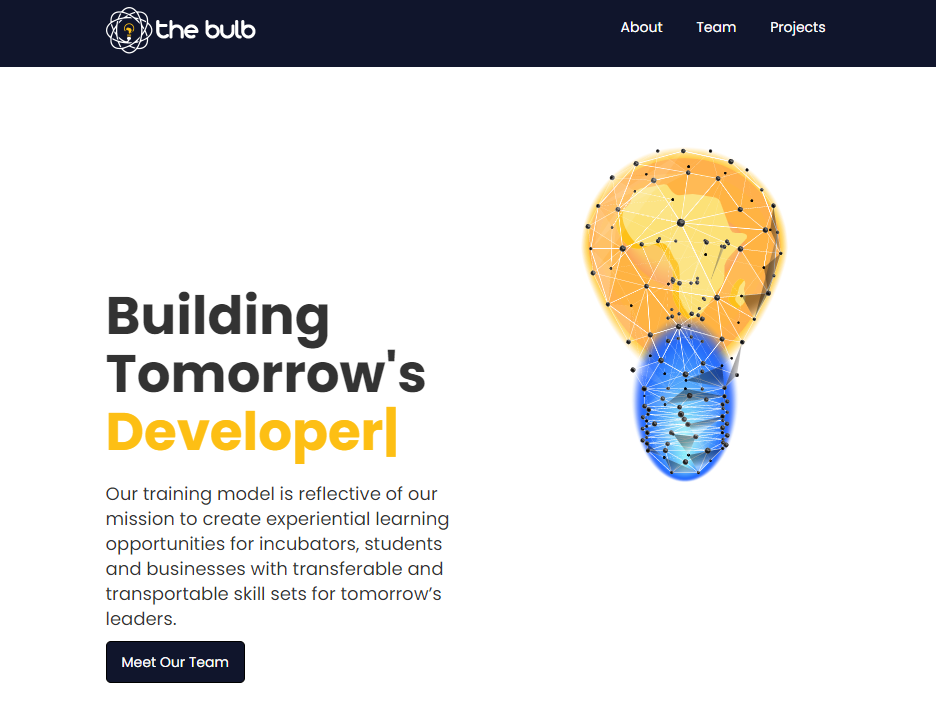 the bulb
About
Team
Projects
Building
Tomorrow's
Developer|
Our training model is reflective of our
mission to create experiential learning
opportunities for incubators, students
and businesses with transferable and
transportable skill sets for tomorrow’s
leaders.
Meet Our Team